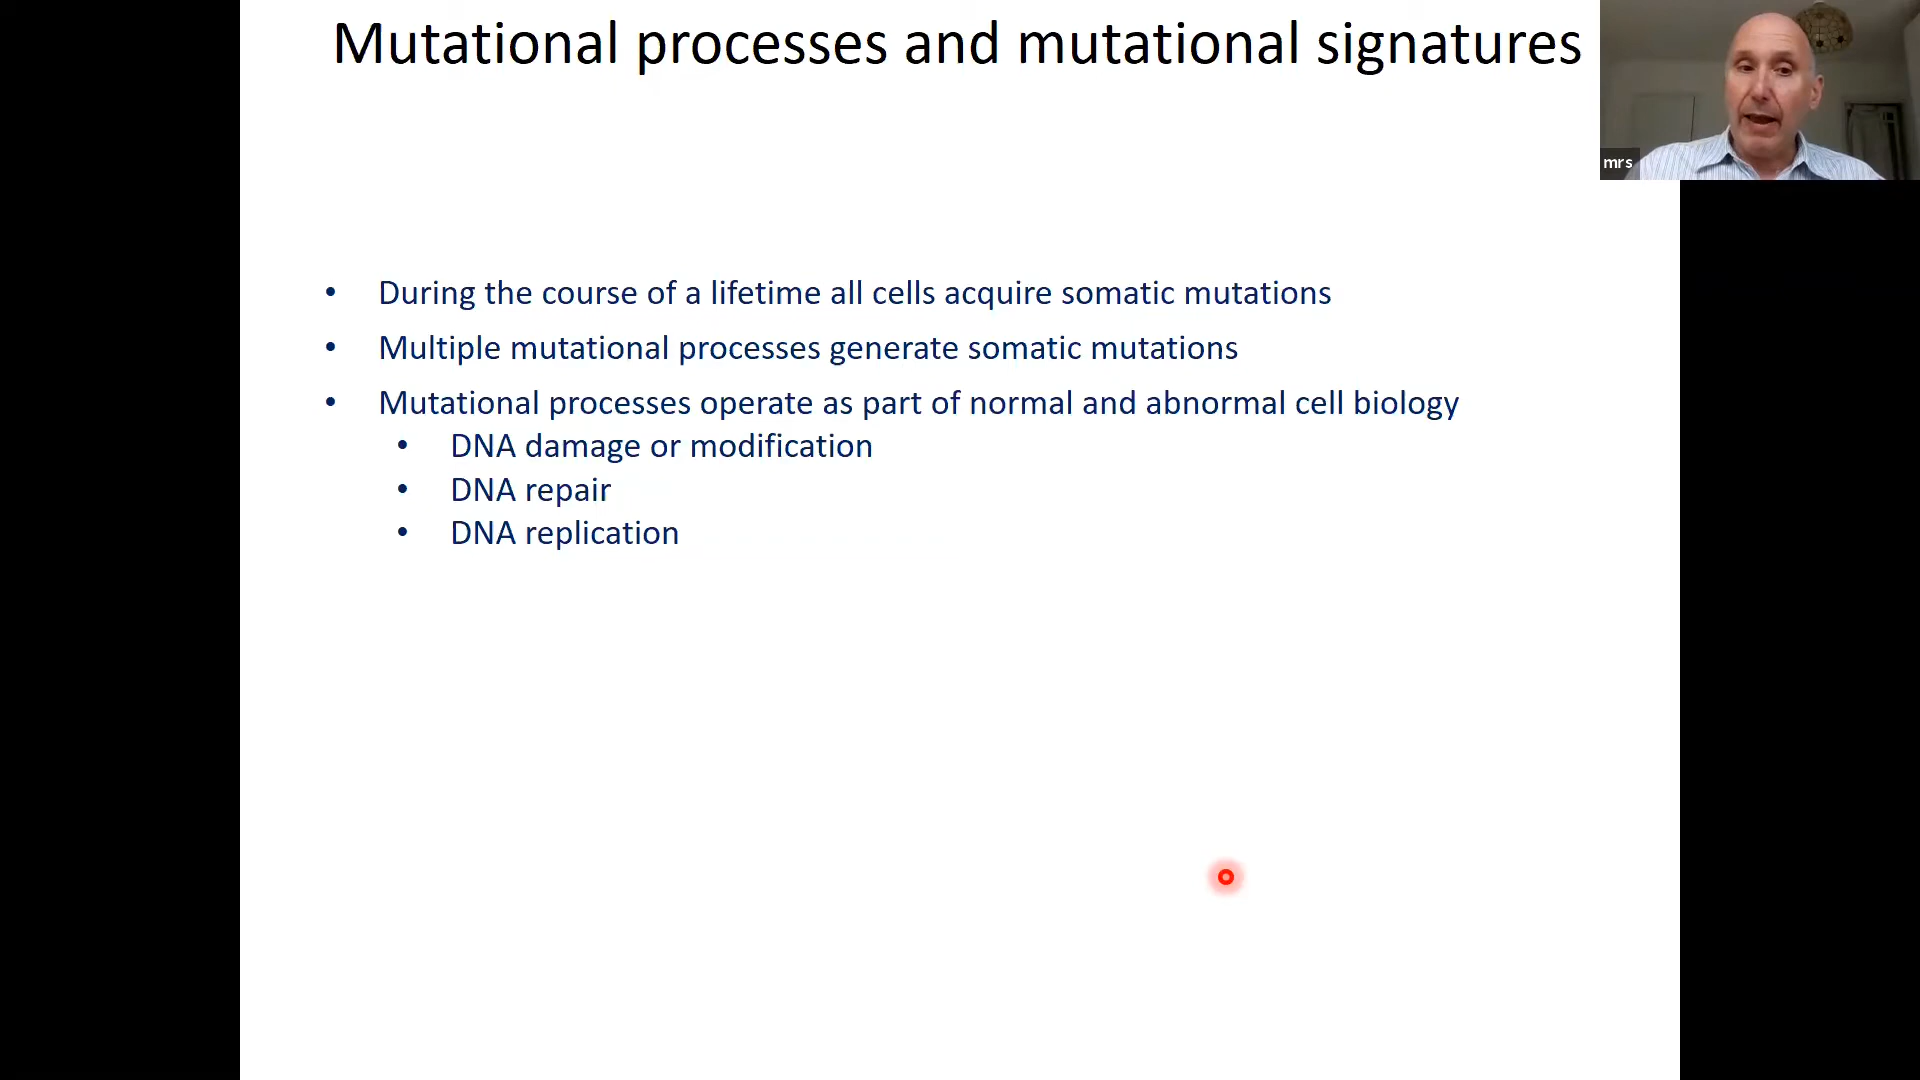 Mutational processes and mutational signatures
mrs
• During the course of a lifetime all cells acquire somatic mutations
• Multiple mutational processes generate somatic mutations
• Mutational processes operate as part of normal and abnormal cell biology
• DNA damage or modification
• DNA repair
• DNA replication